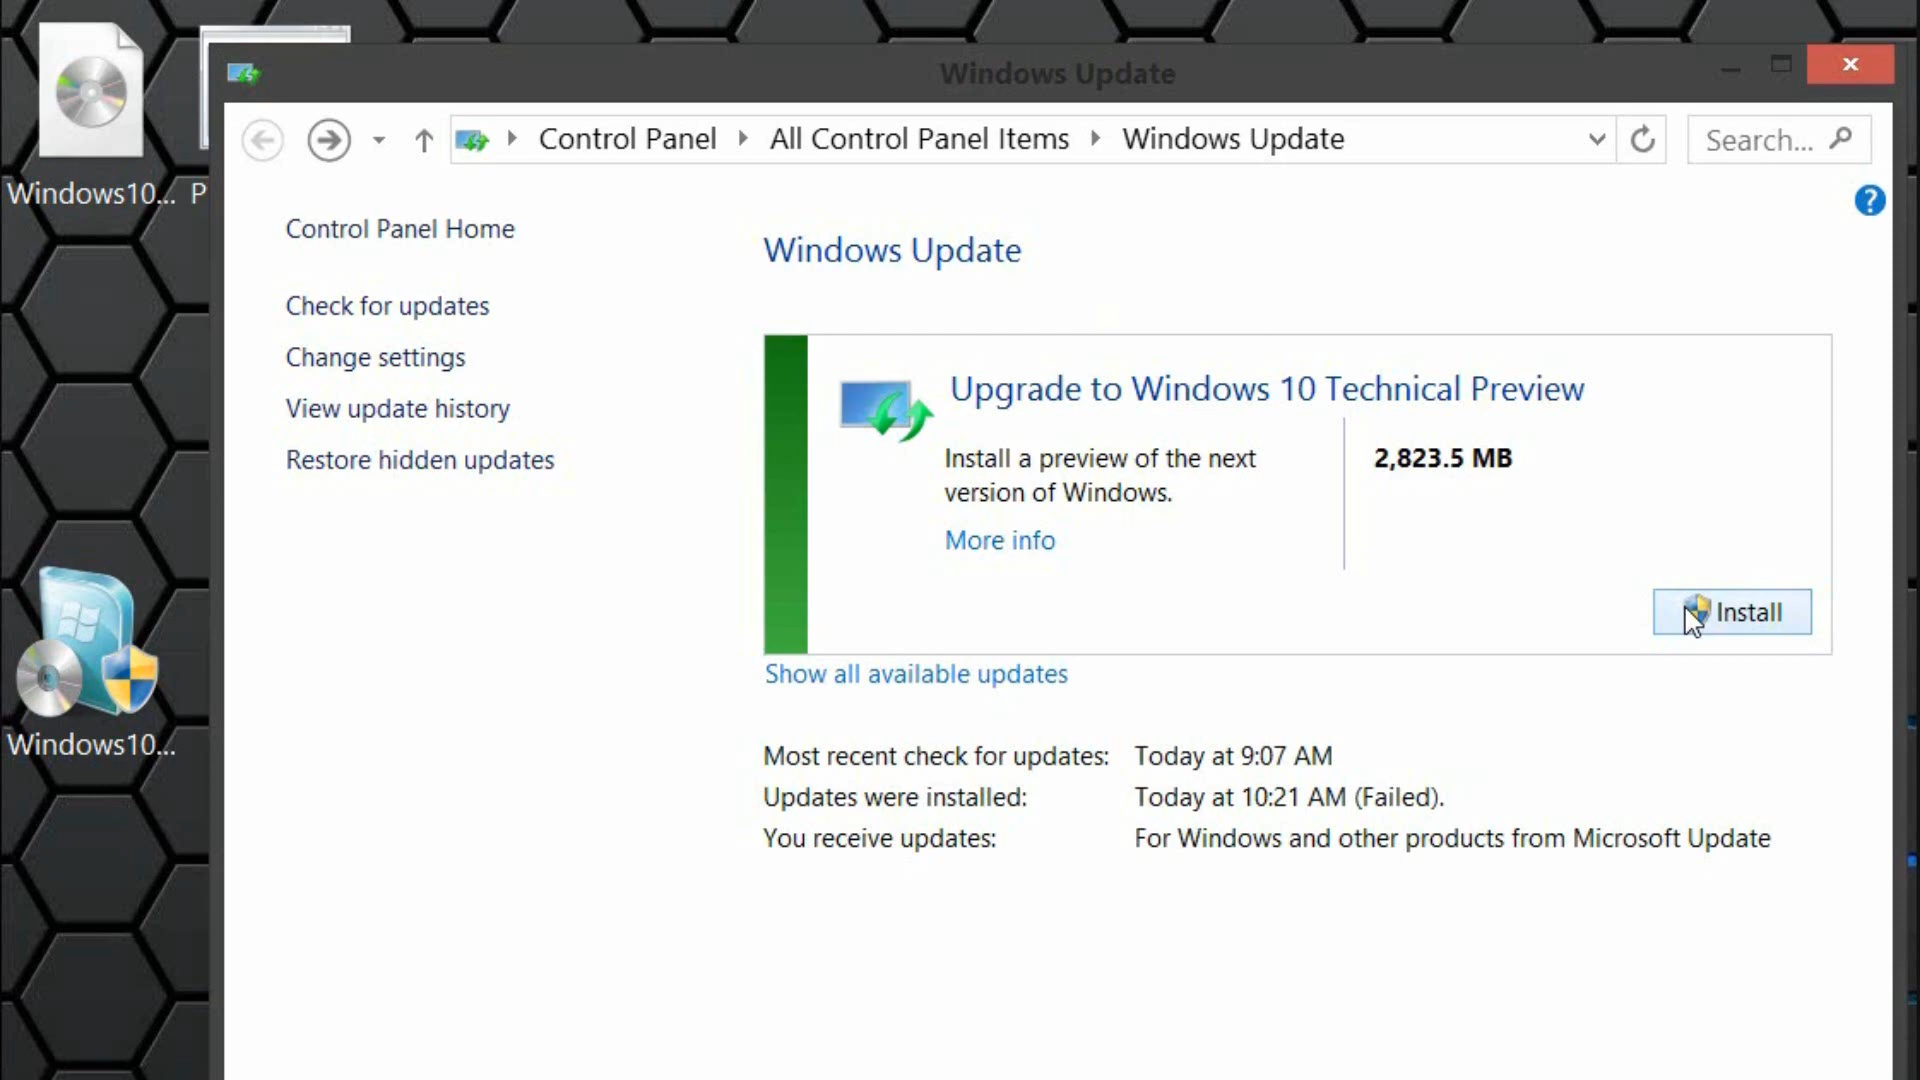 Windows10...
P
Windows10...
Windows Update
Control Panel
All Control Panel Items
Windows Update
Search...
?
Control Panel Home
Check for updates
Change settings
View update history
Restore hidden updates
Windows Update
Upgrade to Windows 10 Technical Preview
Install a preview of the next
version of Windows.
More info
2,823.5 MB
Install
Show all available updates
Most recent check for updates: Today at 9:07 AM
Updates were installed: Today at 10:21 AM (Failed).
You receive updates: For Windows and other products from Microsoft Update